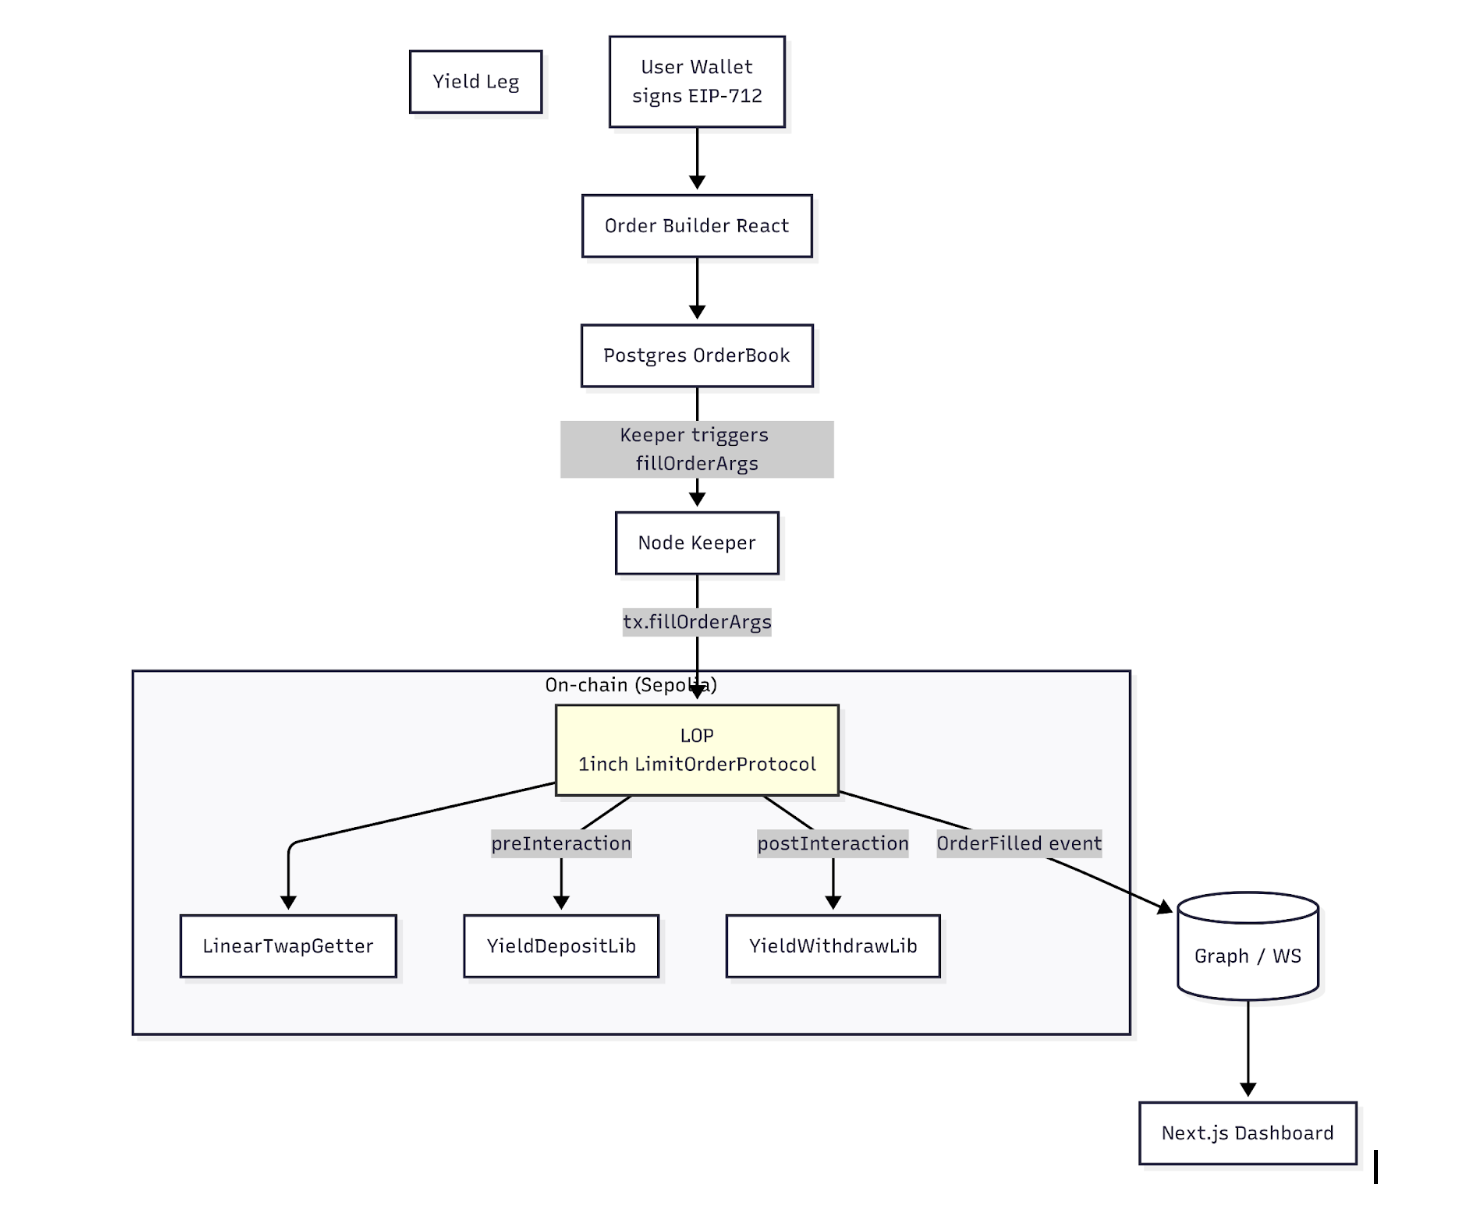 Yield Leg
User Wallet
signs EIP-712
Order Builder React
Postgres OrderBook
Keeper triggers
fillOrderArgs
Node Keeper
tx.fillOrderArgs
On-chain (Sepolia)
LOP
1inch LimitOrderProtocol
preInteraction
postInteraction
OrderFilled event
LinearTwapGetter
YieldDepositLib
YieldWithdrawLib
Graph / WS
Next.js Dashboard